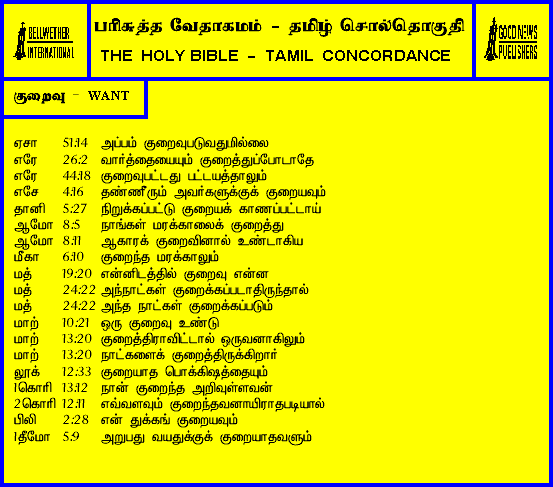 BELLWETHER
INTERNATIONAL
பரிசுத்த வேதாகமம் - தமிழ் சொல்தொகுதி
THE HOLY BIBLE - TAMIL CONCORDANCE
GOOD NEWS
PUBLISHERS
குறைவு - WANT
ஏசா 51:14 அப்பம் குறைவுபடுவதுமில்லை
எரே 26:2 வார்த்தையையும் குறைத்துப்போடாதே
எரே 44:18 குறைவுபட்டது பட்டயத்தாலும்
எசே 4:16 தண்ணீரும் அவர்களுக்குக் குறையவும்
தானி 5:27 நிறுக்கப்பட்டு குறையக் காணப்பட்டாய்
ஆமோ 8:5 நாங்கள் மரக்காலைக் குறைத்து
ஆமோ 8:11 ஆகாரக் குறைவினால் உண்டாகிய
மீகா 6:10 குறைந்த மரக்காலும்
மத் 19:20 என்னிடத்தில் குறைவு என்ன
மத் 24:22 அந்நாட்கள் குறைக்கப்படாதிருந்தால்
மத் 24:22 அந்த நாட்கள் குறைக்கப்படும்
மாற் 10:21 ஒரு குறைவு உண்டு
மாற் 13:20 குறைத்திராவிட்டால் ஒருவனாகிலும்
மாற் 13:20 நாட்களைக் குறைத்திருக்கிறார்
லூக் 12:33 குறையாத பொக்கிஷத்தையும்
1கொரி 13:12 நான் குறைந்த அறிவுள்ளவன்
2கொரி 12:11 எவ்வளவும் குறைந்தவனாயிராதபடியால்
பிலி 2:28 என் துக்கங் குறையவும்
1தீமோ 5:9 அறுபது வயதுக்குக் குறையாதவளும்